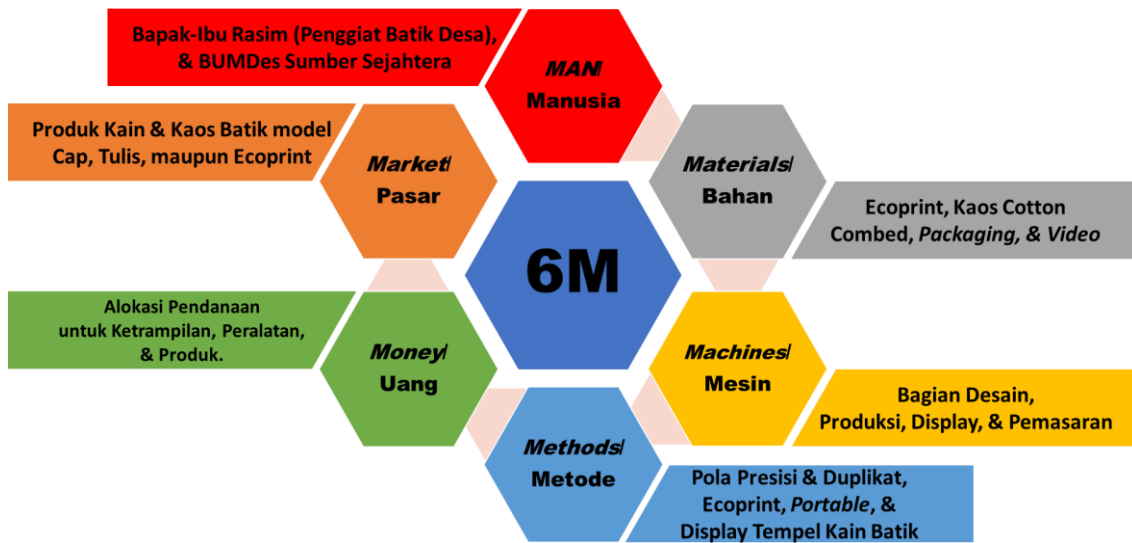 Bapak-Ibu Rasim (Penggiat Batik Desa),
& BUMDes Sumber Sejahtera
MAN/
Manusia
Produk Kain & Kaos Batik model
Cap, Tulis, maupun Ecoprint
Market/
Pasar
Materials/
Bahan
Ecoprint, Kaos Cotton
Combed, Packaging, & Video
6M
Alokasi Pendanaan
untuk Ketrampilan, Peralatan,
& Produk.
Money/
Uang
Machines/
Mesin
Bagian Desain,
Produksi, Display, & Pemasaran
Methods/
Metode
Pola Presisi & Duplikat,
Ecoprint, Portable, &
Display Tempel Kain Batik